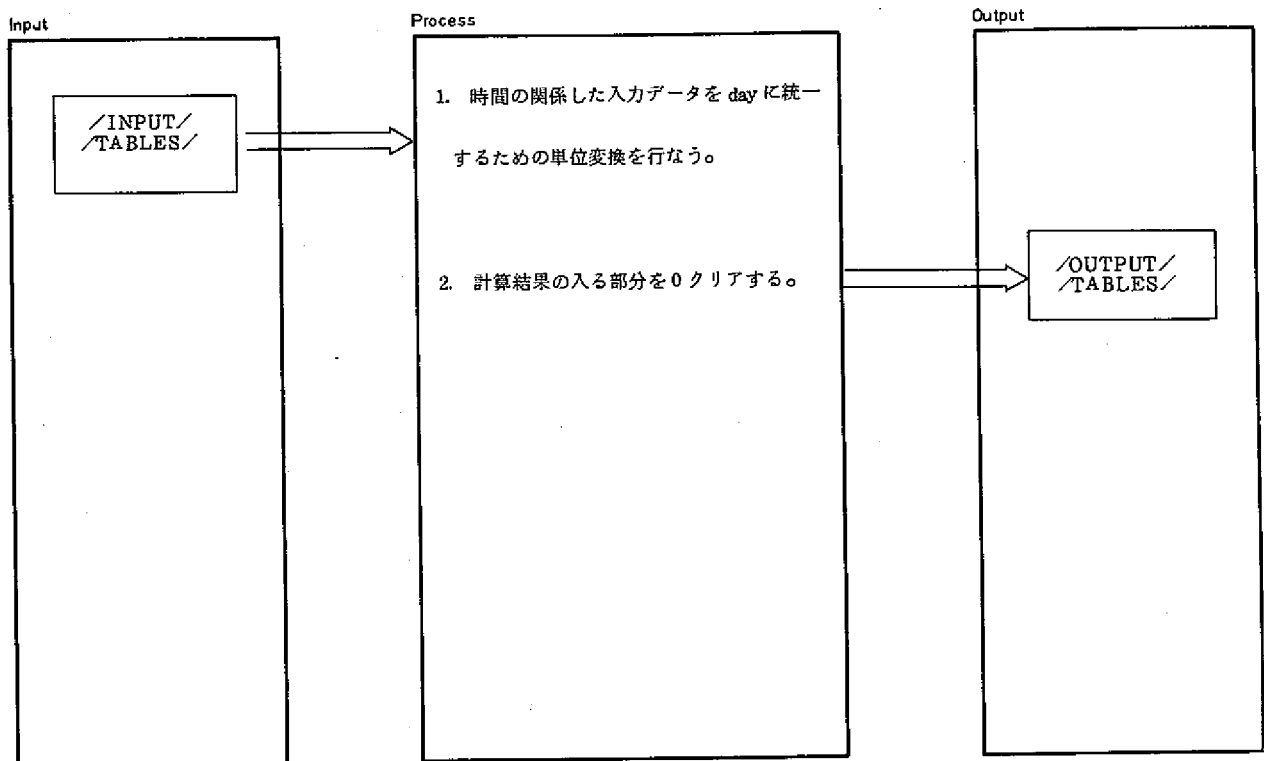 Input
Process
Output
/INPUT/
/TABLES/
1. 時間の関係した入力データを day に統一
するための単位変換を行なう。
2. 計算結果の入る部分を0クリアする。
/OUTPUT/
/TABLES/